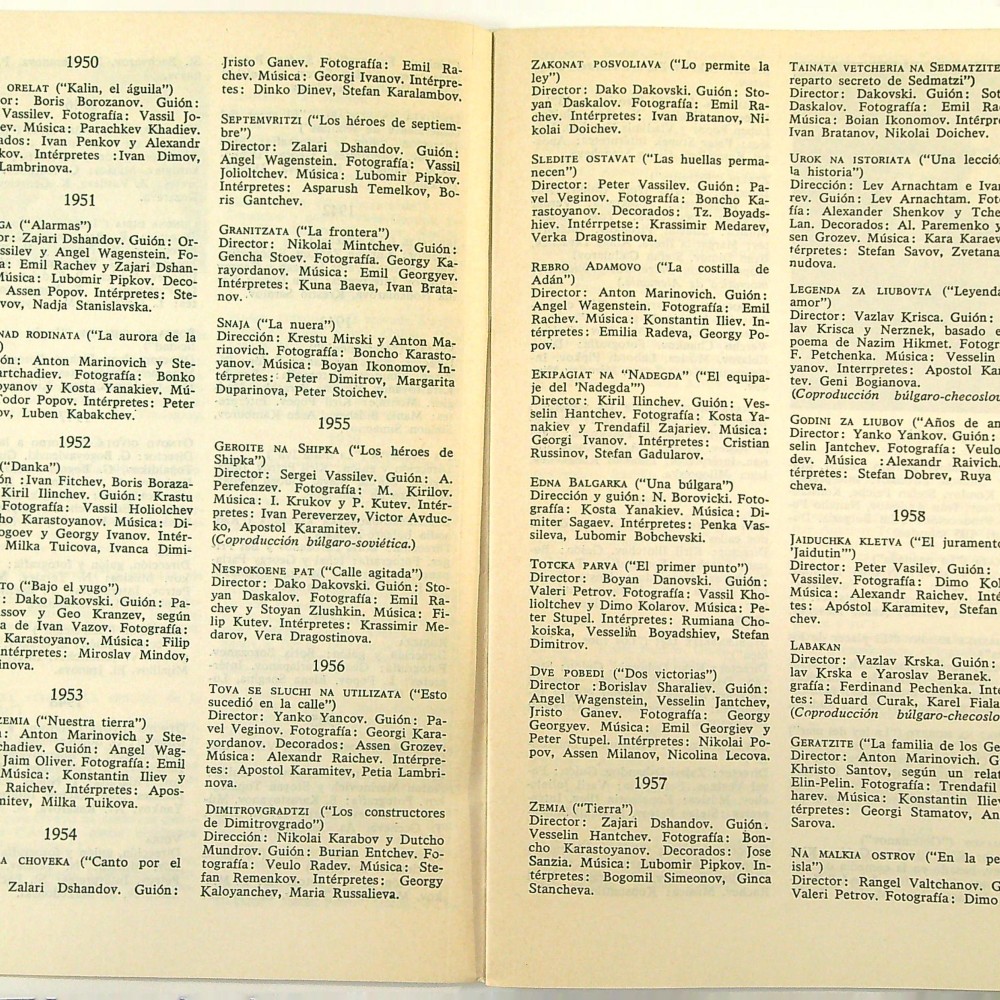 1950
ORELAT ("Kalin, el águila")
or: Boris Borozanov. Guión:
Vassilev. Fotografía: Vassil Jo-
ev. Música: Parachkev Khadiev.
ados: Ivan Penkov y Alexandr
kov. Intérpretes :Ivan Dimov,
Lambrinova.
1951
GA ("Alarmas")
or: Zajari Dshandov. Guión: Or-
ssilev y Angel Wagenstein. Fo-
a: Emil Rachev y Zajari Dshan-
Música: Lubomir Pipkov. Deco-
Assen Popov. Intérpretes: Ste-
vov, Nadja Stanislavska.
NAD RODINATA ("La aurora de la
ón: Anton Marinovich y Ste-
artchadiev. Fotografía: Bonko
oyanov y Kosta Yanakiev. Mú-
Todor Popov. Intérpretes: Peter
ov, Luben Kabakchev.
1952
("Danka")
ón :Ivan Fitchev, Boris Boraza-
Kiril Ilinchev. Guión: Krastu
Fotografía: Vassil Holiolchev
ho Karastoyanov. Música: Di-
ogoev y Georgy Ivanov. Intér-
Milka Tuicova, Ivanca Dimi-
TO ("Bajo el yugo")
: Dako Dakovski. Guión: Pa-
assov y Geo Kranzev, según
a de Ivan Vazov. Fotografía:
Karastoyanov. Música: Filip
Intérpretes: Miroslav Mindov,
inova.
1953
ZEMIA ("Nuestra tierra")
: Anton Marinovich y Ste-
chadiev. Guión: Angel Wag-
Jaim Oliver. Fotografía: Emil
Música: Konstantin Iliev y
Raichev. Intérpretes: Apos-
mitev, Milka Tuikova.
1954
A CHOVEKA ("Canto por el
Zalari Dshandov. Guión:
Jristo Ganev. Fotografía: Emil Ra-
chev. Música: Georgi Ivanov. Intérpre-
tes: Dinko Dinev, Stefan Karalambov.
SEPTEMVRITZI ("Los héroes de septiem-
bre")
Director: Zalari Dshandov. Guión:
Angel Wagenstein. Fotografía: Vassil
Jolioltchev. Música: Lubomir Pipkov.
Intérpretes: Asparush Temelkov, Bo-
ris Gantchev.
GRANITZATA ("La frontera")
Director: Nikolai Mintchev. Guión:
Gencha Stoev. Fotografía. Georgy Ka-
rayordanov. Música: Emil Georgyev.
Intérpretes: Kuna Baeva, Ivan Brata-
nov.
SNAJA ("La nuera")
Dirección: Krestu Mirski y Anton Ma-
rinovich. Fotografía: Boncho Karasto-
yanov. Música: Boyan Ikonomov. In-
térpretes: Peter Dimitrov, Margarita
Duparinova, Peter Stoichev.
1955
GEROITE NA SHIPKA ("Los héroes de
Shipka")
Director: Sergei Vassilev. Guión: A.
Perefenzev. Fotografía: M. Kirilov.
Música: I. Krukov y P. Kutev. Intér-
pretes: Ivan Pereverzev, Victor Avduc-
ko, Apostol Karamitev.
(Coproducción búlgaro-soviética.)
NESPOKOENE PAT ("Calle agitada")
Director: Dako Dakovski. Guión: Sto-
yan Daskalov. Fotografía: Emil Ra-
chev y Stoyan Zlushkin. Música: Fi-
lip Kutev. Intérpretes: Krassimir Me-
darov, Vera Dragostinova.
1956
TOVA SE SLUCHI NA UTILIZATA ("Esto
sucedió en la calle")
Director: Yanko Yancov. Guión: Pa-
vel Veginov. Fotografía: Georgi Kara-
yordanov. Decorados: Assen Grozev.
Música: Alexandr Raichev. Intérpre-
tes: Apostol Karamitev, Petia Lambri-
nova.
DIMITROVGRADTZI ("Los constructores
de Dimitrovgrado")
Dirección: Nikolai Karabov y Dutcho
Mundrov. Guión: Burian Entchev. Fo-
tografía: Veulo Radev. Música: Ste-
fan Remenkov. Intérpretes: Georgy
Kaloyanchev, Maria Russalieva.
ZAKONAT POSVOLIAVA ("Lo permite la
ley")
Director: Dako Dakovski. Guión: Sto-
yan Daskalov. Fotografía: Emil Ra-
chev. Intérpretes: Ivan Bratanov, Ni-
kolai Doichev.
SLEDITE OSTAVAT ("Las huellas perma-
necen")
Director: Peter Vassilev. Guión: Pa-
vel Veginov. Fotografía: Boncho Ka-
rastoyanov. Decorados: Tz. Boyads-
hiev. Intérrpetse: Krassimir Medarev,
Verka Dragostinova.
REBRO ADAMOVO ("La costilla de
Adán")
Director: Anton Marinovich. Guión:
Angel Wagenstein. Fotografía: Emil
Rachev. Música: Konstantin Iliev. In-
térpretes: Emilia Radeva, Georgy Po-
pov.
EKIPAGIAT NA "NADEGDA" ("El equipa-
je del 'Nadegda'")
Director: Kiril Ilinchev. Guión: Ves-
selin Hantchev. Fotografía: Kosta Ya-
nakiev y Trendafil Zajariev. Música:
Georgi Ivanov. Intérpretes: Cristian
Russinov, Stefan Gadularov.
EDNA BALGARKA ("Una búlgara")
Dirección y guión: N. Borovicki. Foto-
grafía: Kosta Yanakiev. Música: Di-
miter Sagaev. Intérpretes: Penka Vas-
sileva, Lubomir Bobchevski.
TOTCKA PARVA ("El primer punto")
Director: Boyan Danovski. Guión:
Valeri Petrov. Fotografía: Vassil Kho-
lioltchev y Dimo Kolarov. Música: Pe-
ter Stupel. Intérpretes: Rumiana Cho-
koiska, Vesselin Boyadshiev, Stefan
Dimitrov.
DVE POBEDI ("Dos victorias")
Director :Borislav Sharaliev. Guión:
Angel Wagenstein, Vesselin Jantchev,
Jristo Ganev. Fotografía: Georgy
Georgyev. Música: Emil Georgiev y
Peter Stupel. Intérpretes: Nikolai Po-
pov, Assen Milanov, Nicolina Lecova.
1957
ZEMIA ("Tierra")
Director: Zajari Dshandov. Guión.
Vesselin Hantchev. Fotografía: Bon-
cho Karastoyanov. Decorados: Jose
Sanzia. Música: Lubomir Pipkov. In-
térpretes: Bogomil Simeonov, Ginca
Stancheva.
TAINATA VETCHERIA NA SEDMATZITE
reparto secreto de Sedmatzi")
Director: Dakovski. Guión: Sot
Daskalov. Fotografía: Emil Ra
Música: Boian Ikonomov. Intérpr
Ivan Bratanov, Nikolai Doichev.
UROK NA ISTORIATA ("Una lecció
la historia")
Dirección: Lev Arnachtam e Ivan
rev. Guión: Lev Arnachtam. Foto
fía: Alexander Shenkov y Tche
Lan. Decorados: Al. Paremenko y
sen Grozev. Música: Kara Karaev
térpretes: Stefan Savov, Zvetana
nudova.
LEGENDA ZA LIUBOVTA ("Leyenda
amor")
Director: Vazlav Krisca. Guión:
lav Krisca y Nerznek, basado e
poema de Nazim Hikmet. Fotogr
F. Petchenka. Música: Vesselin
yanov. Interrpretes: Apostol Kar
tev. Geni Bogianova.
(Coproducción búlgaro-checoslov
GODINI ZA LIUBOV ("Años de am
Director: Yanko Yankov. Guión:
selin Jantchev. Fotografía: Veulo
dev. Música :Alexandr Raivich.
térpretes: Stefan Dobrev, Ruya
cheva.
1958
JAIDUCHKA KLETVA ("El juramento
'Jaidutin'")
Director: Peter Vasilev. Guión:
Vassilev. Fotografía: Dimo Kol
Música: Alexandr Raichev. Inté
tes: Apóstol Karamitev, Stefan
chev.
LABAKAN
Director: Vazlav Krska. Guión:
lav Krska e Yaroslav Beranek.
grafía: Ferdinand Pechenka. Inte
tes: Eduard Curak, Karel Fiala
(Coproducción búlgaro-checoslo
GERATZITE ("La familia de los Ge
Director: Anton Marinovich. G
Khristo Santov, según un relat
Elin-Pelin. Fotografía: Trendafil
harev. Música: Konstantin Iliev
térpretes: Georgi Stamatov, An
Sarova.
NA MALKIA OSTROV ("En la pe
isla")
Director: Rangel Valtchanov. G
Valeri Petrov. Fotografía: Dimo